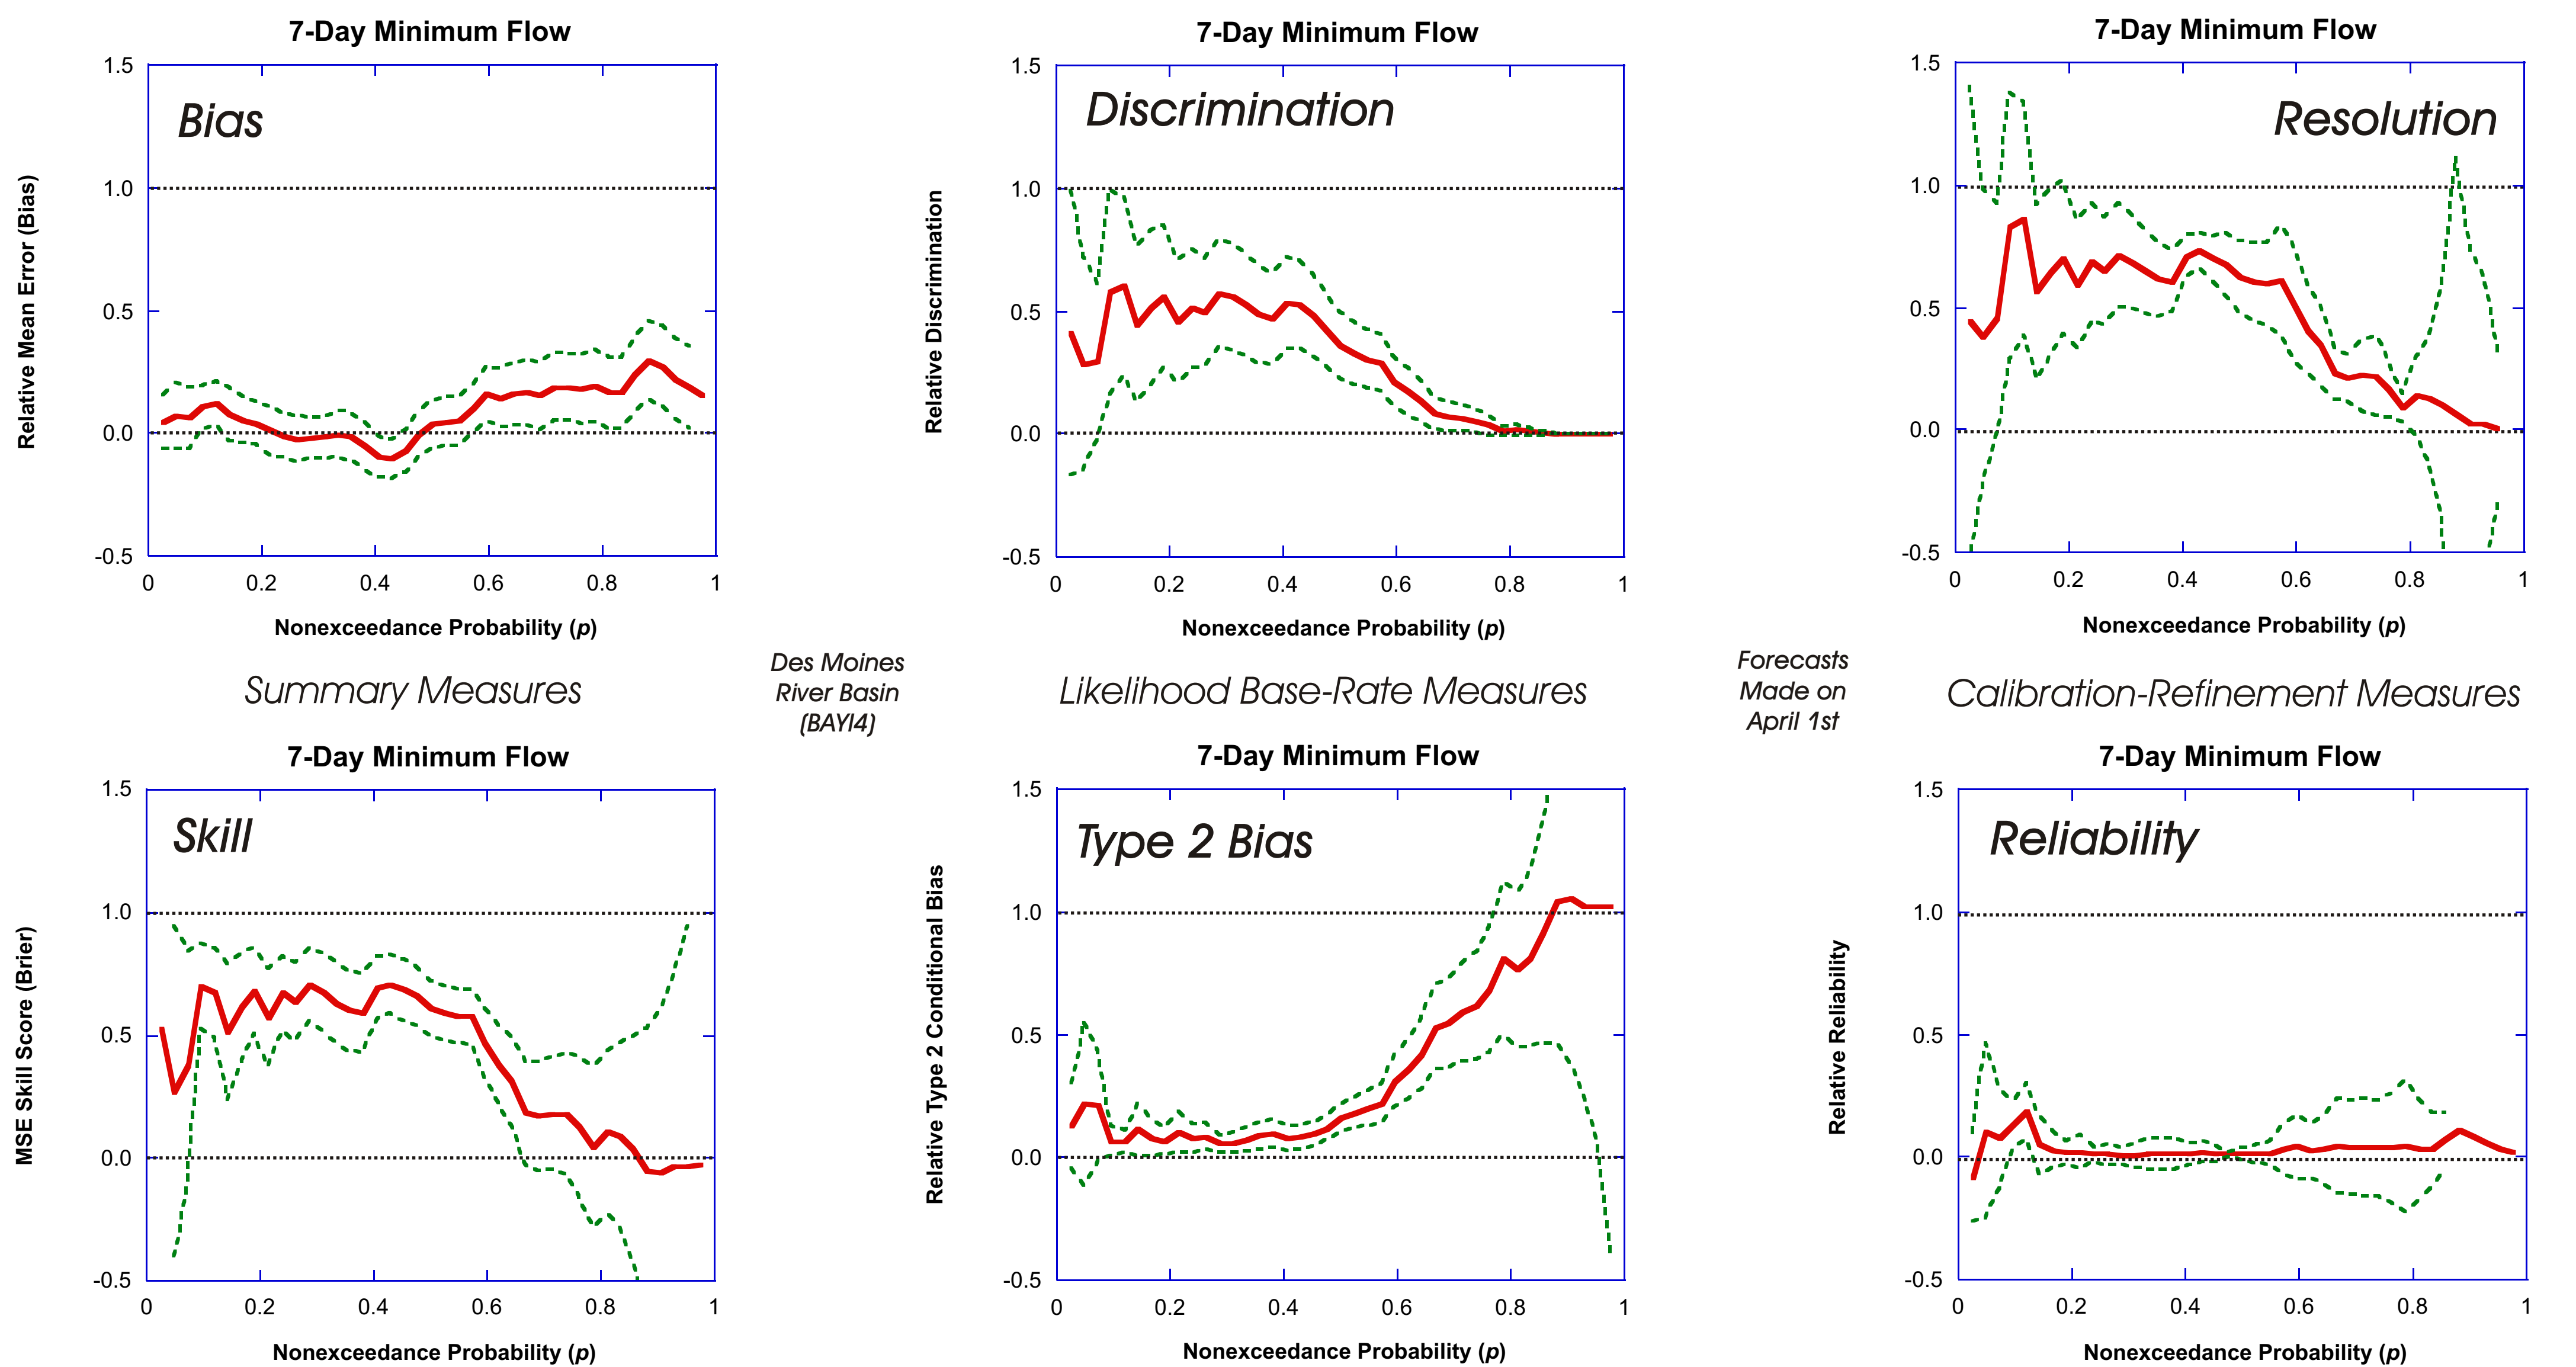 7-Day Minimum Flow
Bias
Relative Mean Error (Bias)
1.5
1.0
0.5
0.0
-0.5
0 0.2 0.4 0.6 0.8 1
Nonexceedance Probability (p)
7-Day Minimum Flow
Discrimination
Relative Discrimination
1.5
1.0
0.5
0.0
-0.5
0 0.2 0.4 0.6 0.8 1
Nonexceedance Probability (p)
7-Day Minimum Flow
Resolution
1.5
1.0
0.5
0.0
-0.5
0 0.2 0.4 0.6 0.8 1
Nonexceedance Probability (p)
Summary Measures
Des Moines
River Basin
(BAYI4)
Likelihood Base-Rate Measures
Forecasts
Made on
April 1st
Calibration-Refinement Measures
7-Day Minimum Flow
Skill
MSE Skill Score (Brier)
1.5
1.0
0.5
0.0
-0.5
0 0.2 0.4 0.6 0.8 1
Nonexceedance Probability (p)
7-Day Minimum Flow
Type 2 Bias
Relative Type 2 Conditional Bias
1.5
1.0
0.5
0.0
-0.5
0 0.2 0.4 0.6 0.8 1
Nonexceedance Probability (p)
7-Day Minimum Flow
Reliability
Relative Reliability
1.5
1.0
0.5
0.0
-0.5
0 0.2 0.4 0.6 0.8 1
Nonexceedance Probability (p)